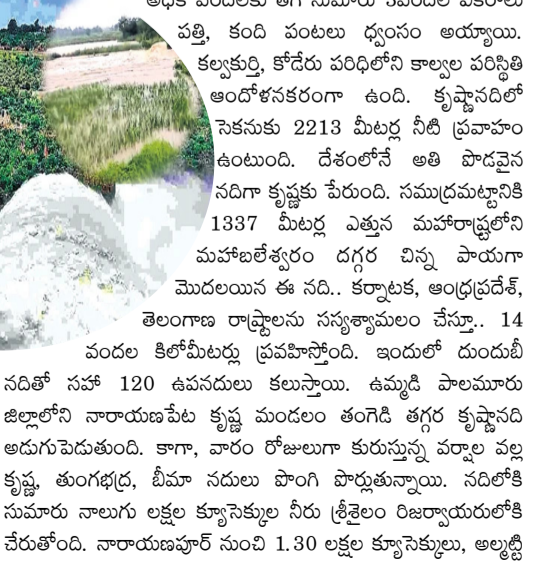 పత్తి, కంది పంటలు ధ్వంసం అయ్యాయి.
కల్వకుర్తి, కోడేరు పరిధిలోని కాల్వల పరిస్థితి
ఆందోళనకరంగా ఉంది. కృష్ణానదిలో
సెకనుకు 2213 మీటర్ల నీటి ప్రవాహం
ఉంటుంది. దేశంలోనే అతి పొడవైన
నదిగా కృష్ణకు పేరుంది. సముద్రమట్టానికి
1337 మీటర్ల ఎత్తున మహారాష్ట్రలోని
మహాబలేశ్వరం దగ్గర చిన్న పాయగా
మొదలయిన ఈ నది.. కర్నాటక, ఆంధ్రప్రదేశ్,
తెలంగాణ రాష్ట్రాలను సస్యశ్యామలం చేస్తూ.. 14
వందల కిలోమీటర్లు ప్రవహిస్తోంది. ఇందులో దుందుబీ
నదితో సహా 120 ఉపనదులు కలుస్తాయి. ఉమ్మడి పాలమూరు
జిల్లాలోని నారాయణపేట కృష్ణ మండలం తంగెడి తగ్గర కృష్ణానది
అడుగుపెడుతుంది. కాగా, వారం రోజులుగా కురుస్తున్న వర్షాల వల్ల
కృష్ణ, తుంగభద్ర, బీమా నదులు పొంగి పొర్లుతున్నాయి. నదిలోకి
సుమారు నాలుగు లక్షల క్యూసెక్కుల నీరు శ్రీశైలం రిజర్వాయరులోకి
చేరుతోంది. నారాయణపూర్ నుంచి 1.30 లక్షల క్యూసెక్కులు, అల్మట్టి